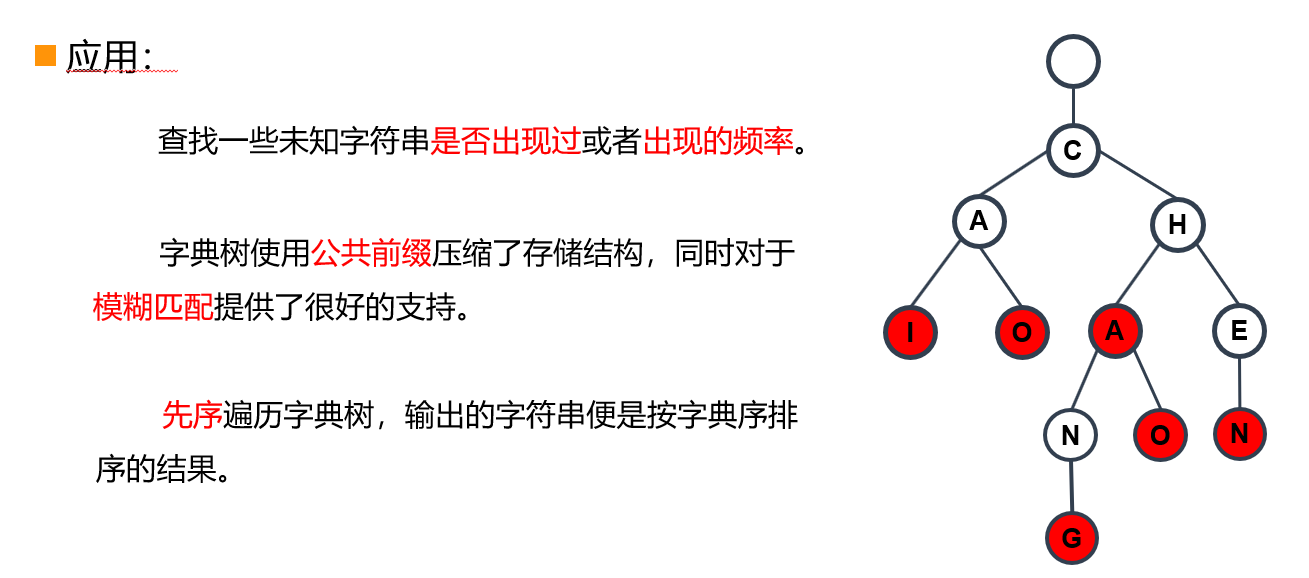 应用：
查找一些未知字符串是否出现过或者出现的频率。
字典树使用公共前缀压缩了存储结构，同时对于
模糊匹配提供了很好的支持。
先序遍历字典树，输出的字符串便是按字典序排
序的结果。
C
A
H
I
O
A
E
N
O
N
G